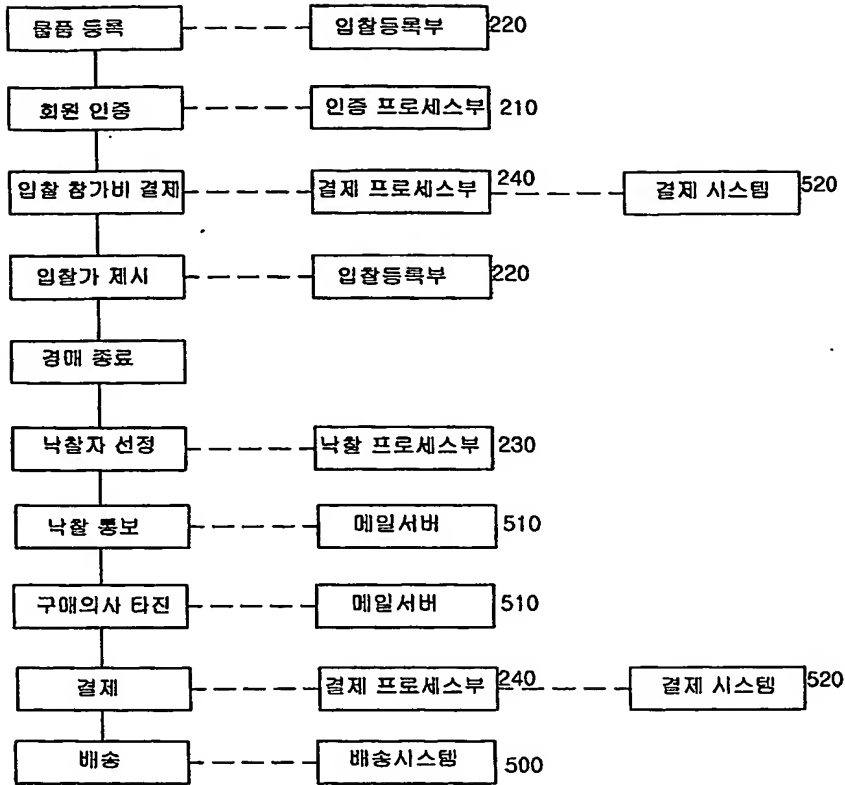 물품 등록 입찰등록부 220
회원 인증 인증 프로세스부 210
입찰 참가비 결제 결제 프로세스부 240 결제 시스템 520
입찰가 제시 입찰등록부 220
경매 종료
낙찰자 선정 낙찰 프로세스부 230
낙찰 통보 메일서버 510
구매의사 타진 메일서버 510
결제 결제 프로세스부 240 결제 시스템 520
배송 배송시스템 500